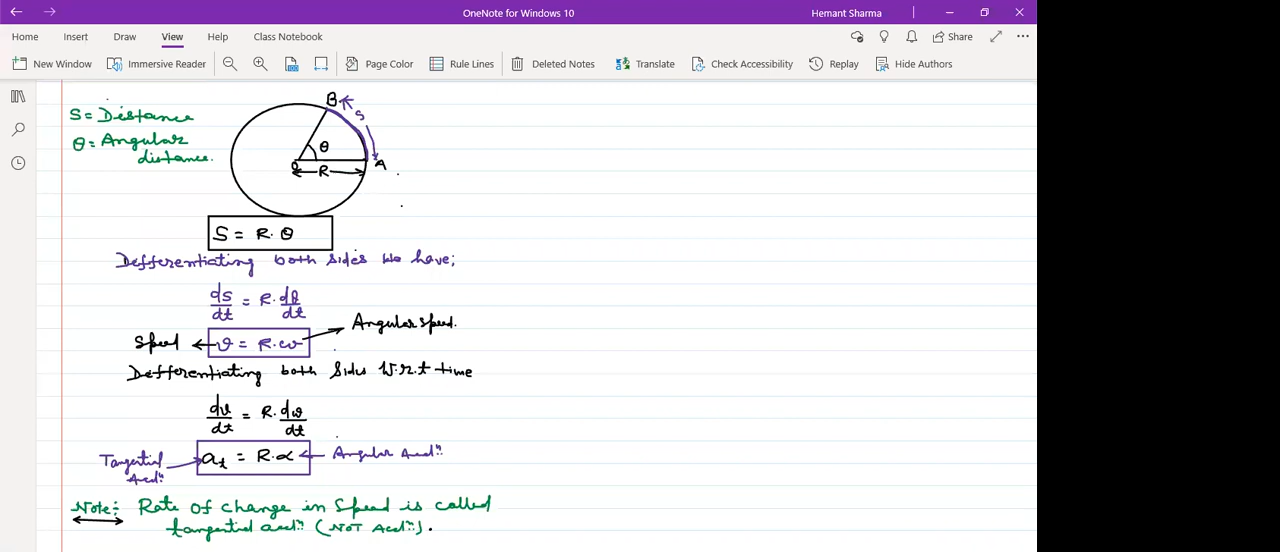 OneNote for Windows 10
Hemant Sharma
Home Insert Draw View Help Class Notebook
Share
New Window Immersive Reader Page Color Rule Lines Deleted Notes Translate Check Accessibility Replay Hide Authors
S = Distance
θ = Angular
distance.
B
S
θ
O
R
A
S = R. θ
Defferentiating both sides We have;
ds/dt = R. dθ/dt
Speed
v = R. ω
Angular speed.
Defferentiating both sides W.r.t time
dv/dt = R. dω/dt
Tangential
Accⁿ
at = R. α
Angular Accⁿ
Note:- Rate of change in speed is called
tangential accⁿ (NOT Accⁿ).